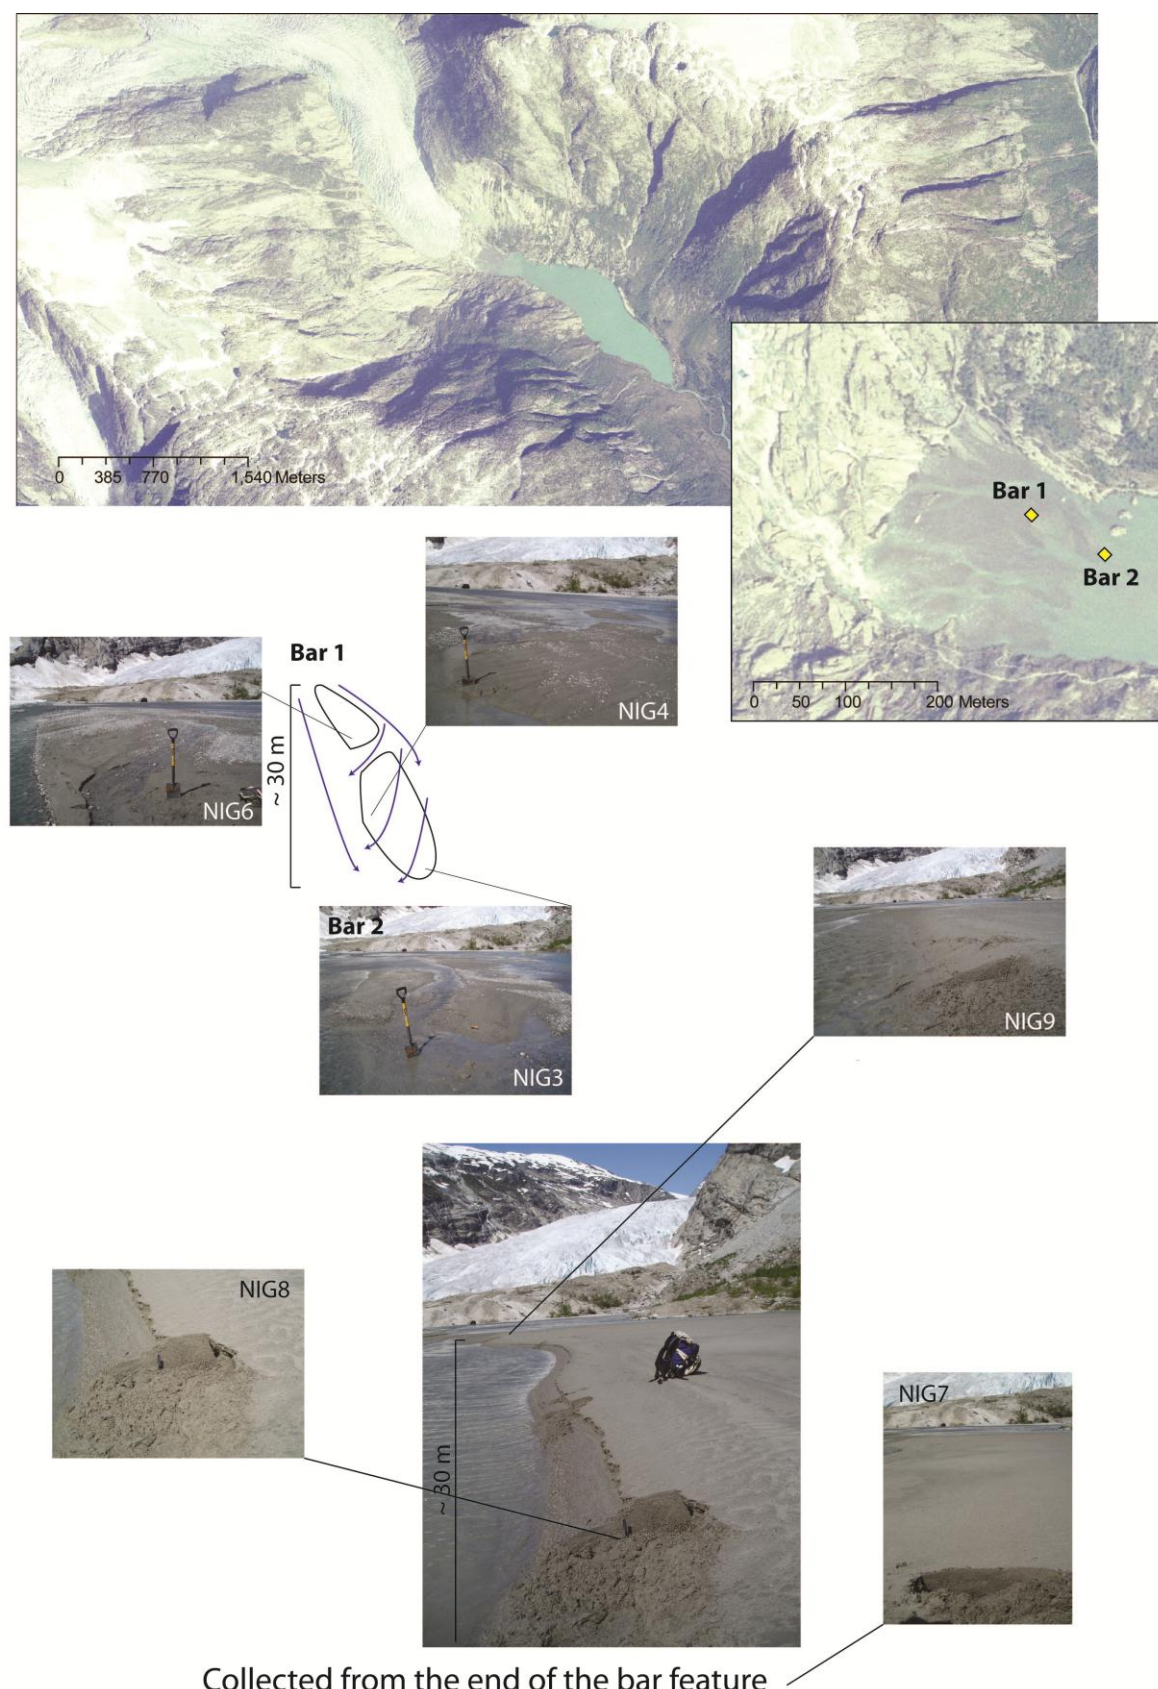 0 385 770 1,540 Meters
Bar 1
Bar 2
0 50 100 200 Meters
NIG4
Bar 1
NIG6
~ 30 m
Bar 2
NIG3
NIG9
NIG8
~ 30 m
NIG7
Collected from the end of the bar feature